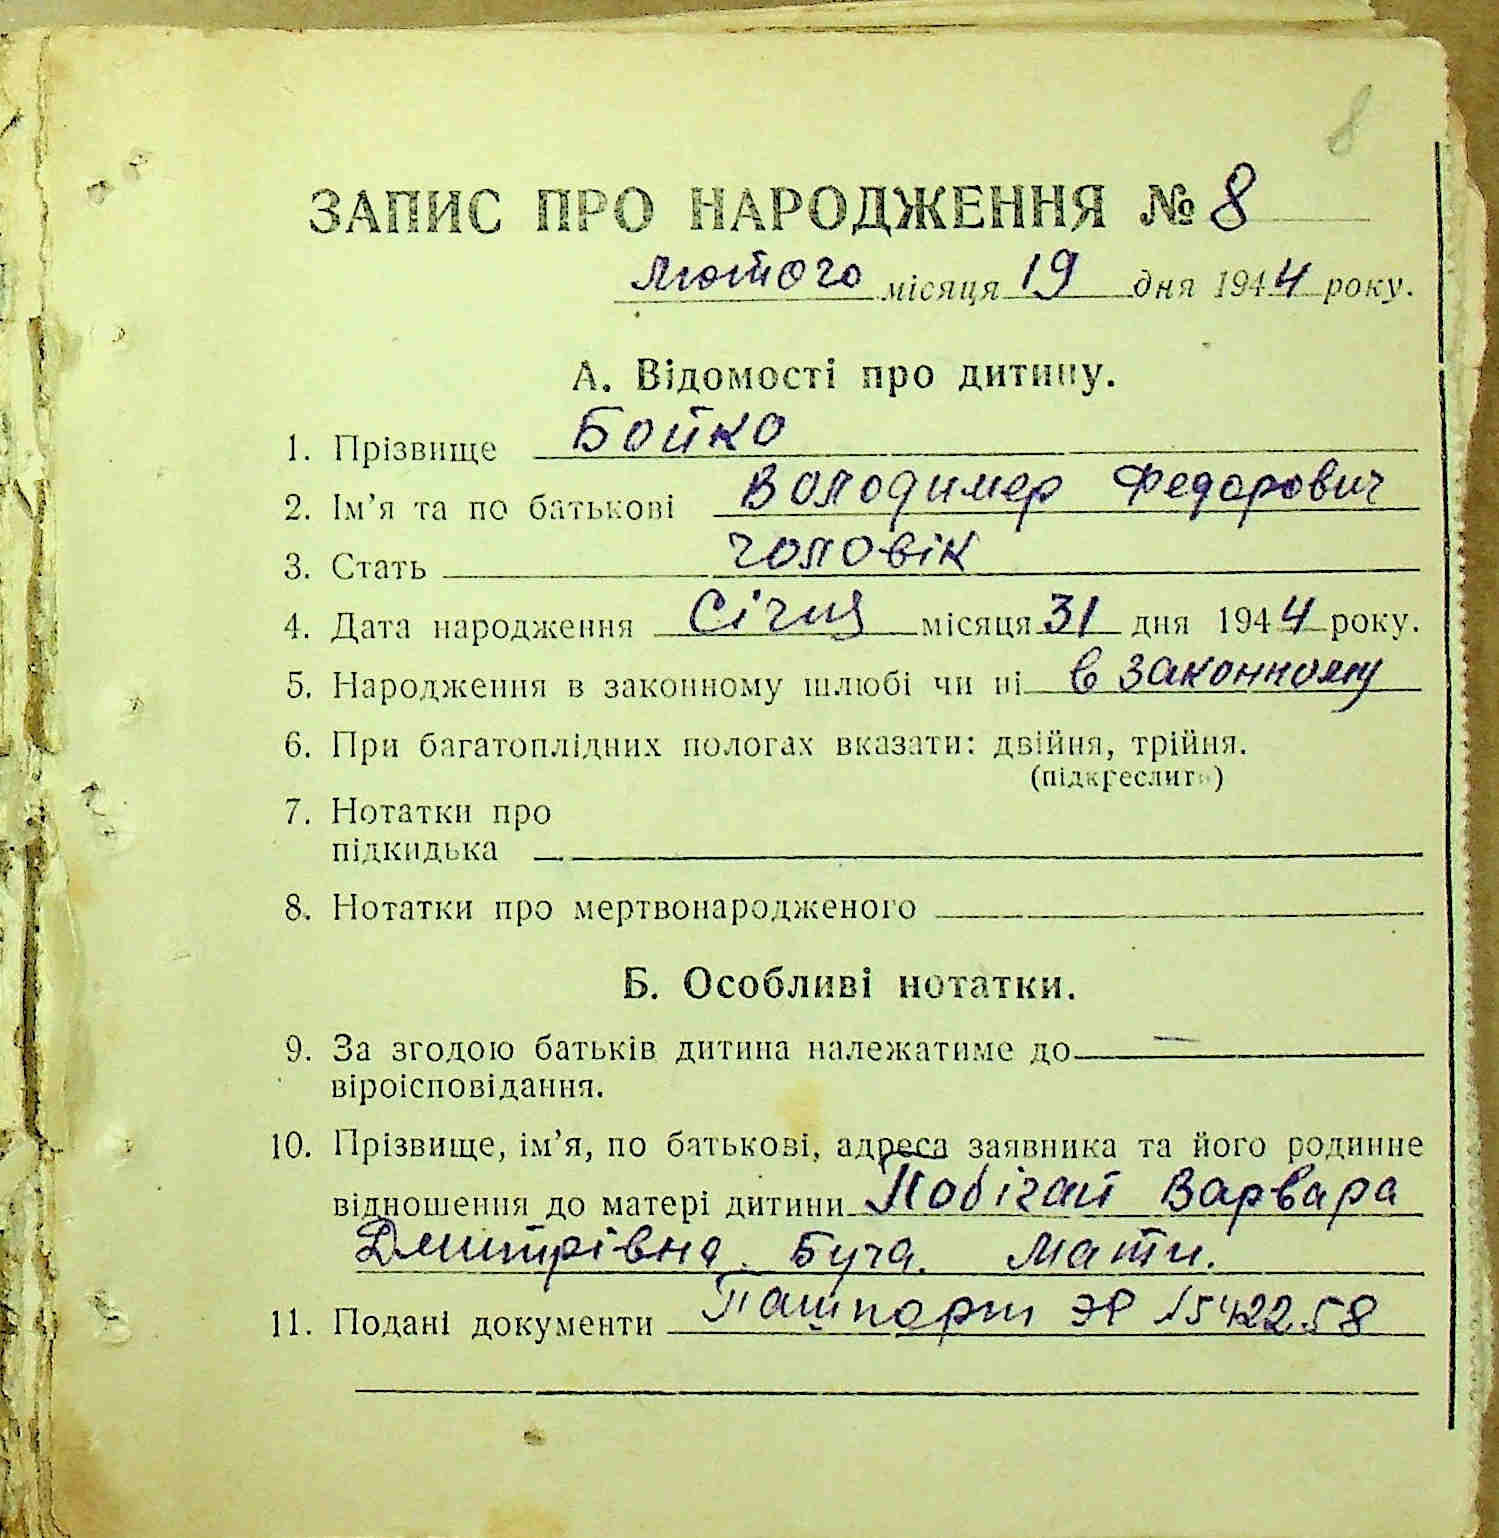 8
ЗАПИС ПРО НАРОДЖЕННЯ № 8
лютого місяця 19 дня 1944 року.
А. Відомості про дитину.
1. Прізвище Бойко
2. Ім’я та по батькові Володимер Федорович
3. Стать чоловік
4. Дата народження Січня місяця 31 дня 1944 року.
5. Народження в законному шлюбі чи ні в законному
6. При багатоплідних пологах вказати: двійня, трійня.
(підкреслить)
7. Нотатки про
підкидька
8. Нотатки про мертвонародженого
Б. Особливі нотатки.
9. За згодою батьків дитина належатиме до —
віроісповідання.
10. Прізвище, ім’я, по батькові, адреса заявника та його родинне
відношення до матері дитини Побігай Варвара
Дмитрівна. Буча. Мати.
11. Подані документи Пашпорт ЭР 1542258